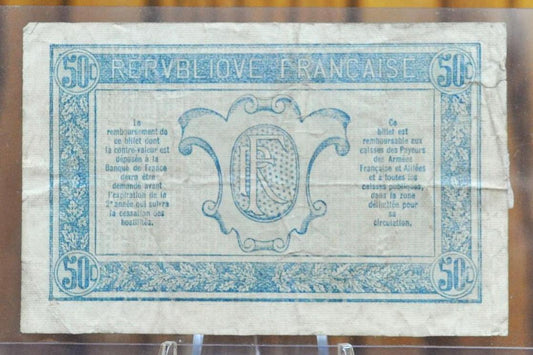 50c REPVBLIQVE FRANÇAISE 50c
Le
remboursement de
ce billet dont
la contre-valeur est
déposée à la
Banque de France
devra être
demandé avant
l'expiration de la
2e année qui suivra
la cessation des
hostilités.
RF
Ce
billet est
remboursable aux
caisses des Payeurs
des Armées
Française et Alliées
et à toutes les
caisses publiques,
dans la zone
délimitée pour
sa
circulation.
50c 50c